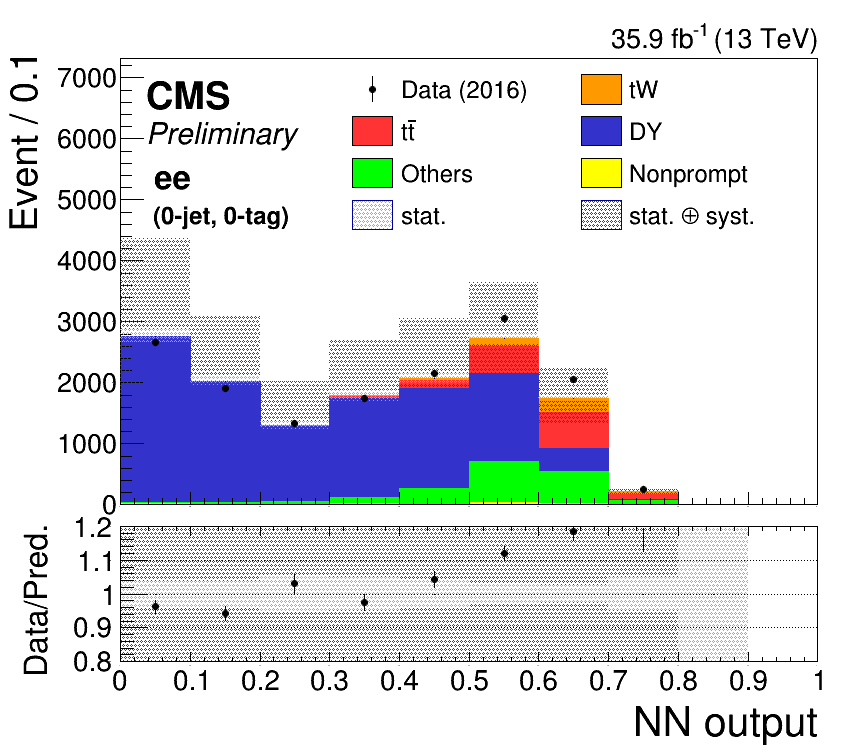 35.9 fb⁻¹ (13 TeV)
Event / 0.1
7000
6000
5000
4000
3000
2000
1000
0
CMS
Preliminary
ee
(0-jet, 0-tag)
Data (2016)
tW
tt̄
DY
Others
Nonprompt
stat.
stat. ⊕ syst.
Data/Pred.
1.2
1.1
1
0.9
0.8
0 0.1 0.2 0.3 0.4 0.5 0.6 0.7 0.8 0.9 1
NN output